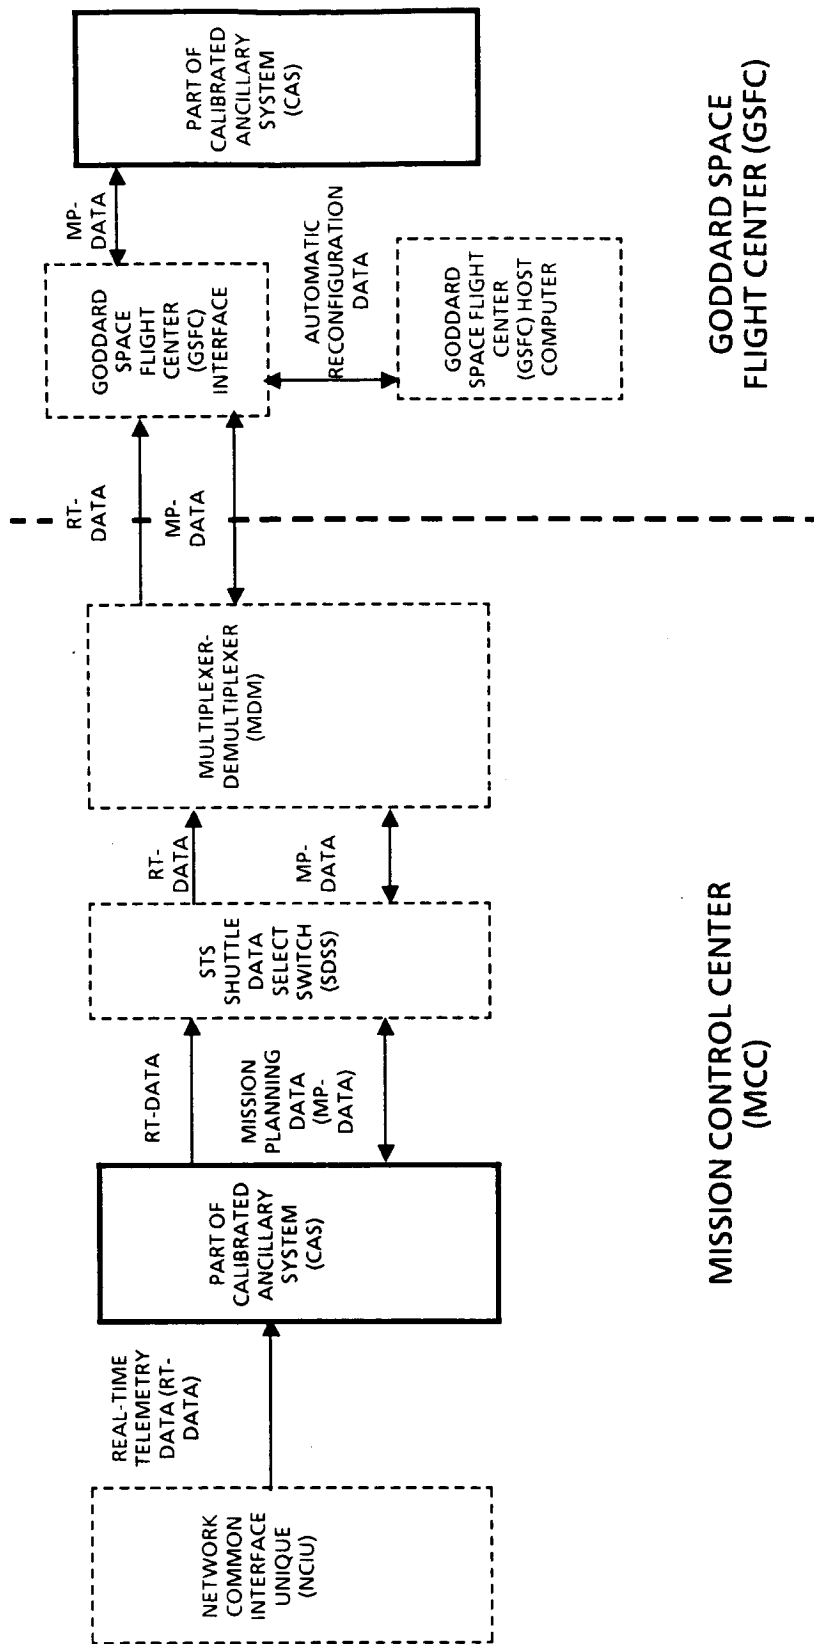 NETWORK
COMMON
INTERFACE
UNIQUE
(NCIU)
REAL-TIME
TELEMETRY
DATA (RT-
DATA)
PART OF
CALIBRATED
ANCILLARY
SYSTEM
(CAS)
RT-DATA
MISSION
PLANNING
DATA
(MP-
DATA)
STS
SHUTTLE
DATA
SELECT
SWITCH
(SDSS)
RT-
DATA
MP-
DATA
MULTIPLEXER-
DEMULTIPLEXER
(MDM)
RT-
DATA
MP-
DATA
GODDARD
SPACE
FLIGHT
CENTER
(GSFC)
INTERFACE
MP-
DATA
PART OF
CALIBRATED
ANCILLARY
SYSTEM
(CAS)
AUTOMATIC
RECONFIGURATION
DATA
GODDARD
SPACE FLIGHT
CENTER
(GSFC) HOST
COMPUTER
MISSION CONTROL CENTER
(MCC)
GODDARD SPACE
FLIGHT CENTER (GSFC)